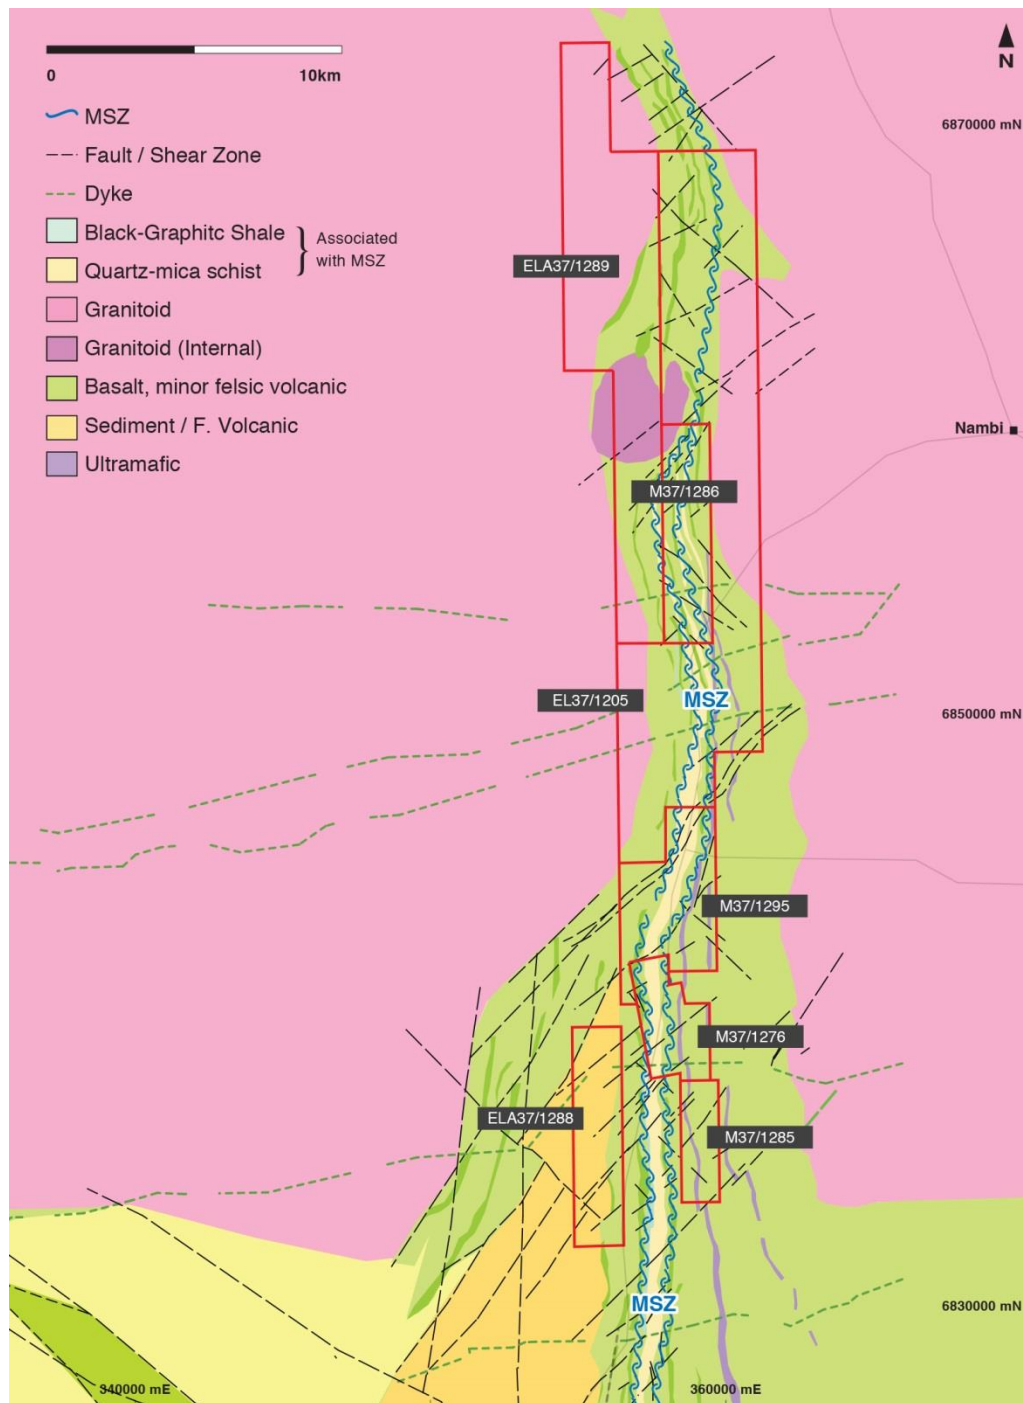 N
0 10km
6870000 mN
MSZ
Fault / Shear Zone
Dyke
Black-Graphitc Shale
Quartz-mica schist
} Associated
with MSZ
Granitoid
Granitoid (Internal)
Basalt, minor felsic volcanic
Sediment / F. Volcanic
Ultramafic
ELA37/1289
Nambi
M37/1286
EL37/1205
MSZ
6850000 mN
M37/1295
M37/1276
ELA37/1288
M37/1285
MSZ
6830000 mN
340000 mE
360000 mE